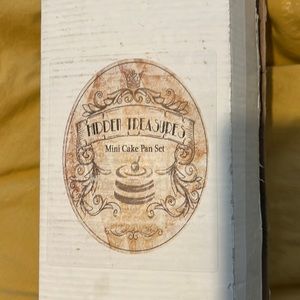 HIDDEN TREASURES
Mini Cake Pan Set